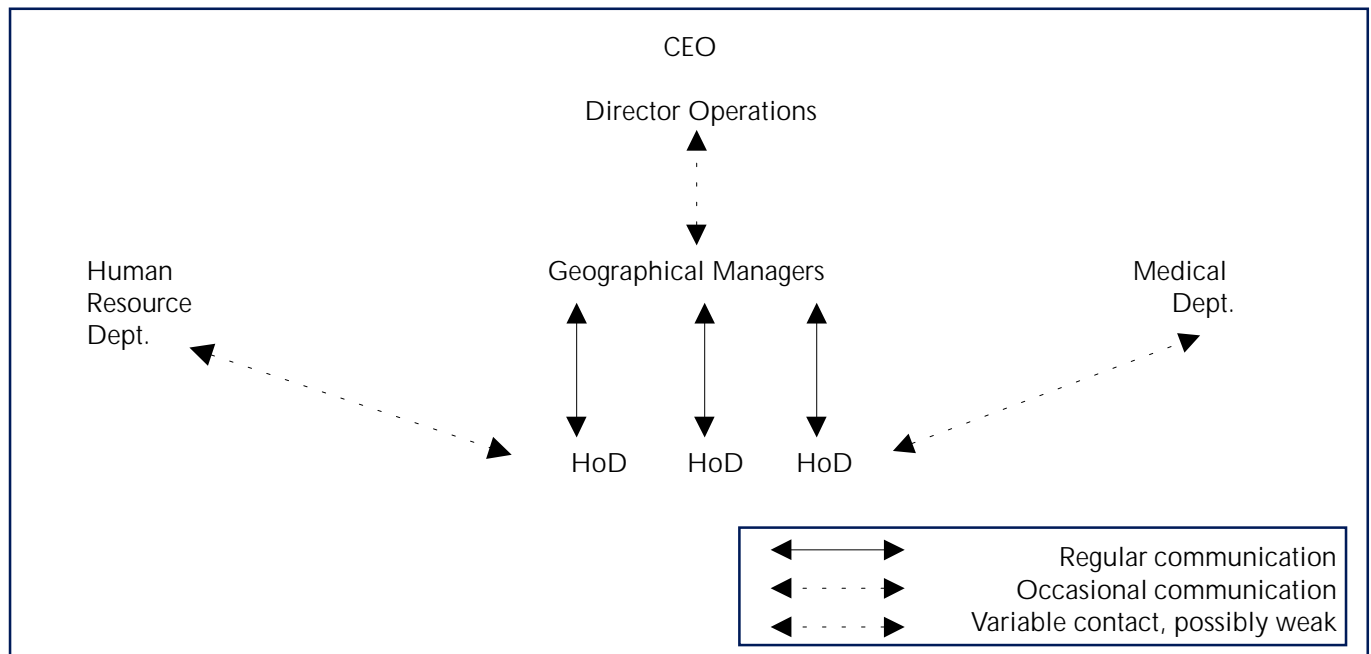 CEO
Director Operations
Human
Resource
Dept.
Geographical Managers
Medical
Dept.
HoD HoD HoD
Regular communication
Occasional communication
Variable contact, possibly weak